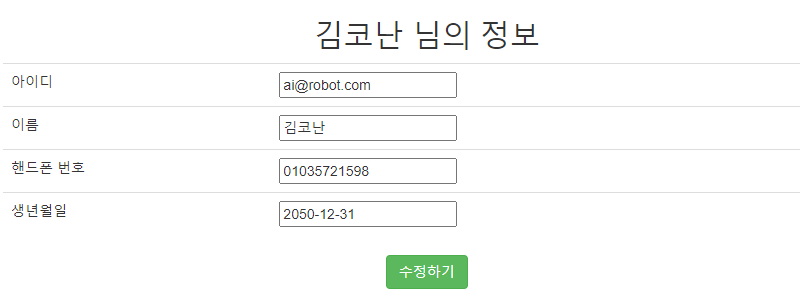 김코난 님의 정보
아이디 ai@robot.com
이름 김코난
핸드폰 번호 01035721598
생년월일 2050-12-31
수정하기